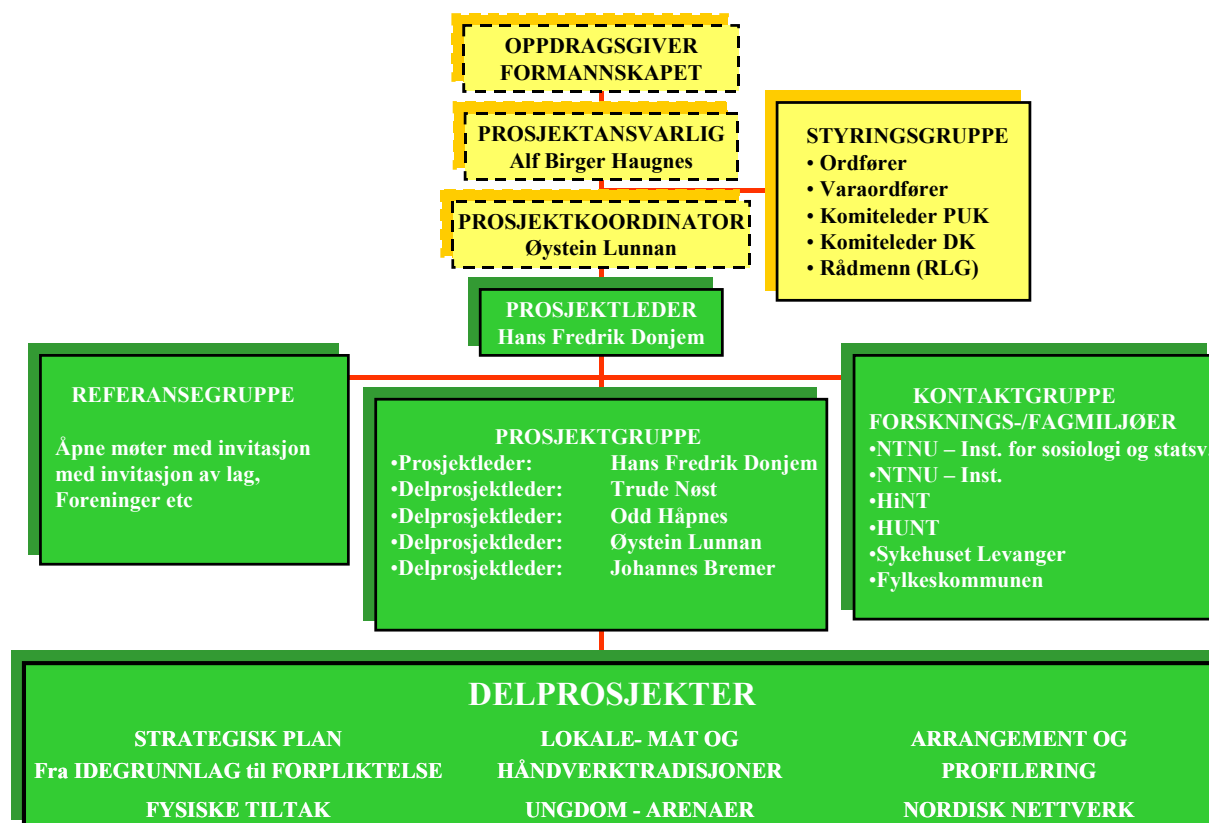 OPPDRAGSGIVER
FORMANNSKAPET
PROSJEKTANSVARLIG
Alf Birger Haugnes
STYRINGSGRUPPE
• Ordfører
• Varaordfører
• Komiteleder PUK
• Komiteleder DK
• Rådmenn (RLG)
PROSJEKTKOORDINATOR
Øystein Lunnan
PROSJEKTLEDER
Hans Fredrik Donjem
REFERANSEGRUPPE
Åpne møter med invitasjon
med invitasjon av lag,
Foreninger etc
PROSJEKTGRUPPE
•Prosjektleder: Hans Fredrik Donjem
•Delprosjektleder: Trude Nøst
•Delprosjektleder: Odd Håpnes
•Delprosjektleder: Øystein Lunnan
•Delprosjektleder: Johannes Bremer
KONTAKTGRUPPE
FORSKNINGS-/FAGMILJØER
•NTNU – Inst. for sosiologi og statsv.
•NTNU – Inst.
•HiNT
•HUNT
•Sykehuset Levanger
•Fylkeskommunen
DELPROSJEKTER
STRATEGISK PLAN
Fra IDEGRUNNLAG til FORPLIKTELSE
LOKALE- MAT OG
HÅNDVERKTRADISJONER
ARRANGEMENT OG
PROFILERING
FYSISKE TILTAK
UNGDOM - ARENAER
NORDISK NETTVERK